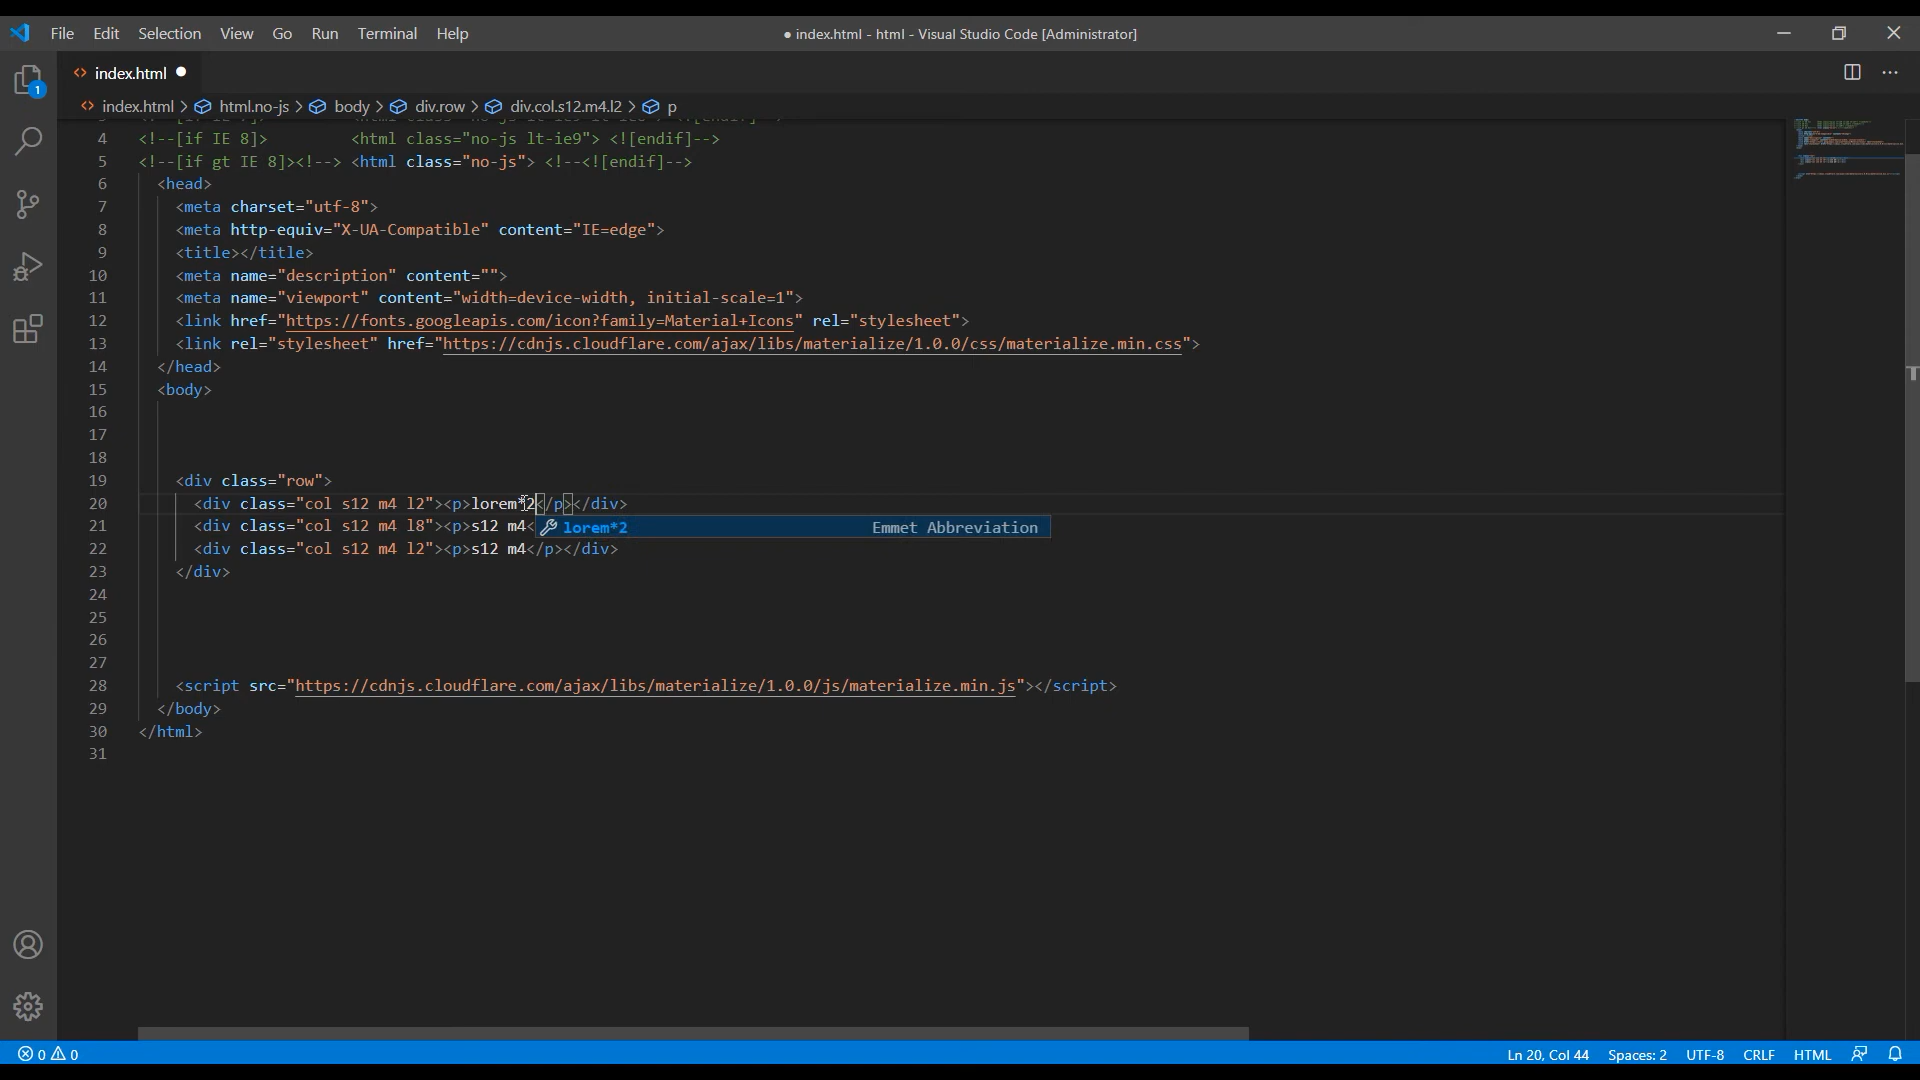 File Edit Selection View Go Run Terminal Help
● index.html - html - Visual Studio Code [Administrator]
<> index.html ●
1
<> index.html > html.no-js > body > div.row > div.col.s12.m4.l2 > p
4 <!--[if IE 8]>         <html class="no-js lt-ie9"> <![endif]-->
5 <!--[if gt IE 8]><!--> <html class="no-js"> <!--<![endif]-->
6 <head>
7 <meta charset="utf-8">
8 <meta http-equiv="X-UA-Compatible" content="IE=edge">
9 <title></title>
10 <meta name="description" content="">
11 <meta name="viewport" content="width=device-width, initial-scale=1">
12 <link href="https://fonts.googleapis.com/icon?family=Material+Icons" rel="stylesheet">
13 <link rel="stylesheet" href="https://cdnjs.cloudflare.com/ajax/libs/materialize/1.0.0/css/materialize.min.css">
14 </head>
15 <body>
16
17
18
19 <div class="row">
20 <div class="col s12 m4 l2"><p>lorem*2</p></div>
21 <div class="col s12 m4 l8"><p>s12 m4<
lorem*2 Emmet Abbreviation
22 <div class="col s12 m4 l2"><p>s12 m4</p></div>
23 </div>
24
25
26
27
28 <script src="https://cdnjs.cloudflare.com/ajax/libs/materialize/1.0.0/js/materialize.min.js"></script>
29 </body>
30 </html>
31
0 0 Ln 20, Col 44 Spaces: 2 UTF-8 CRLF HTML